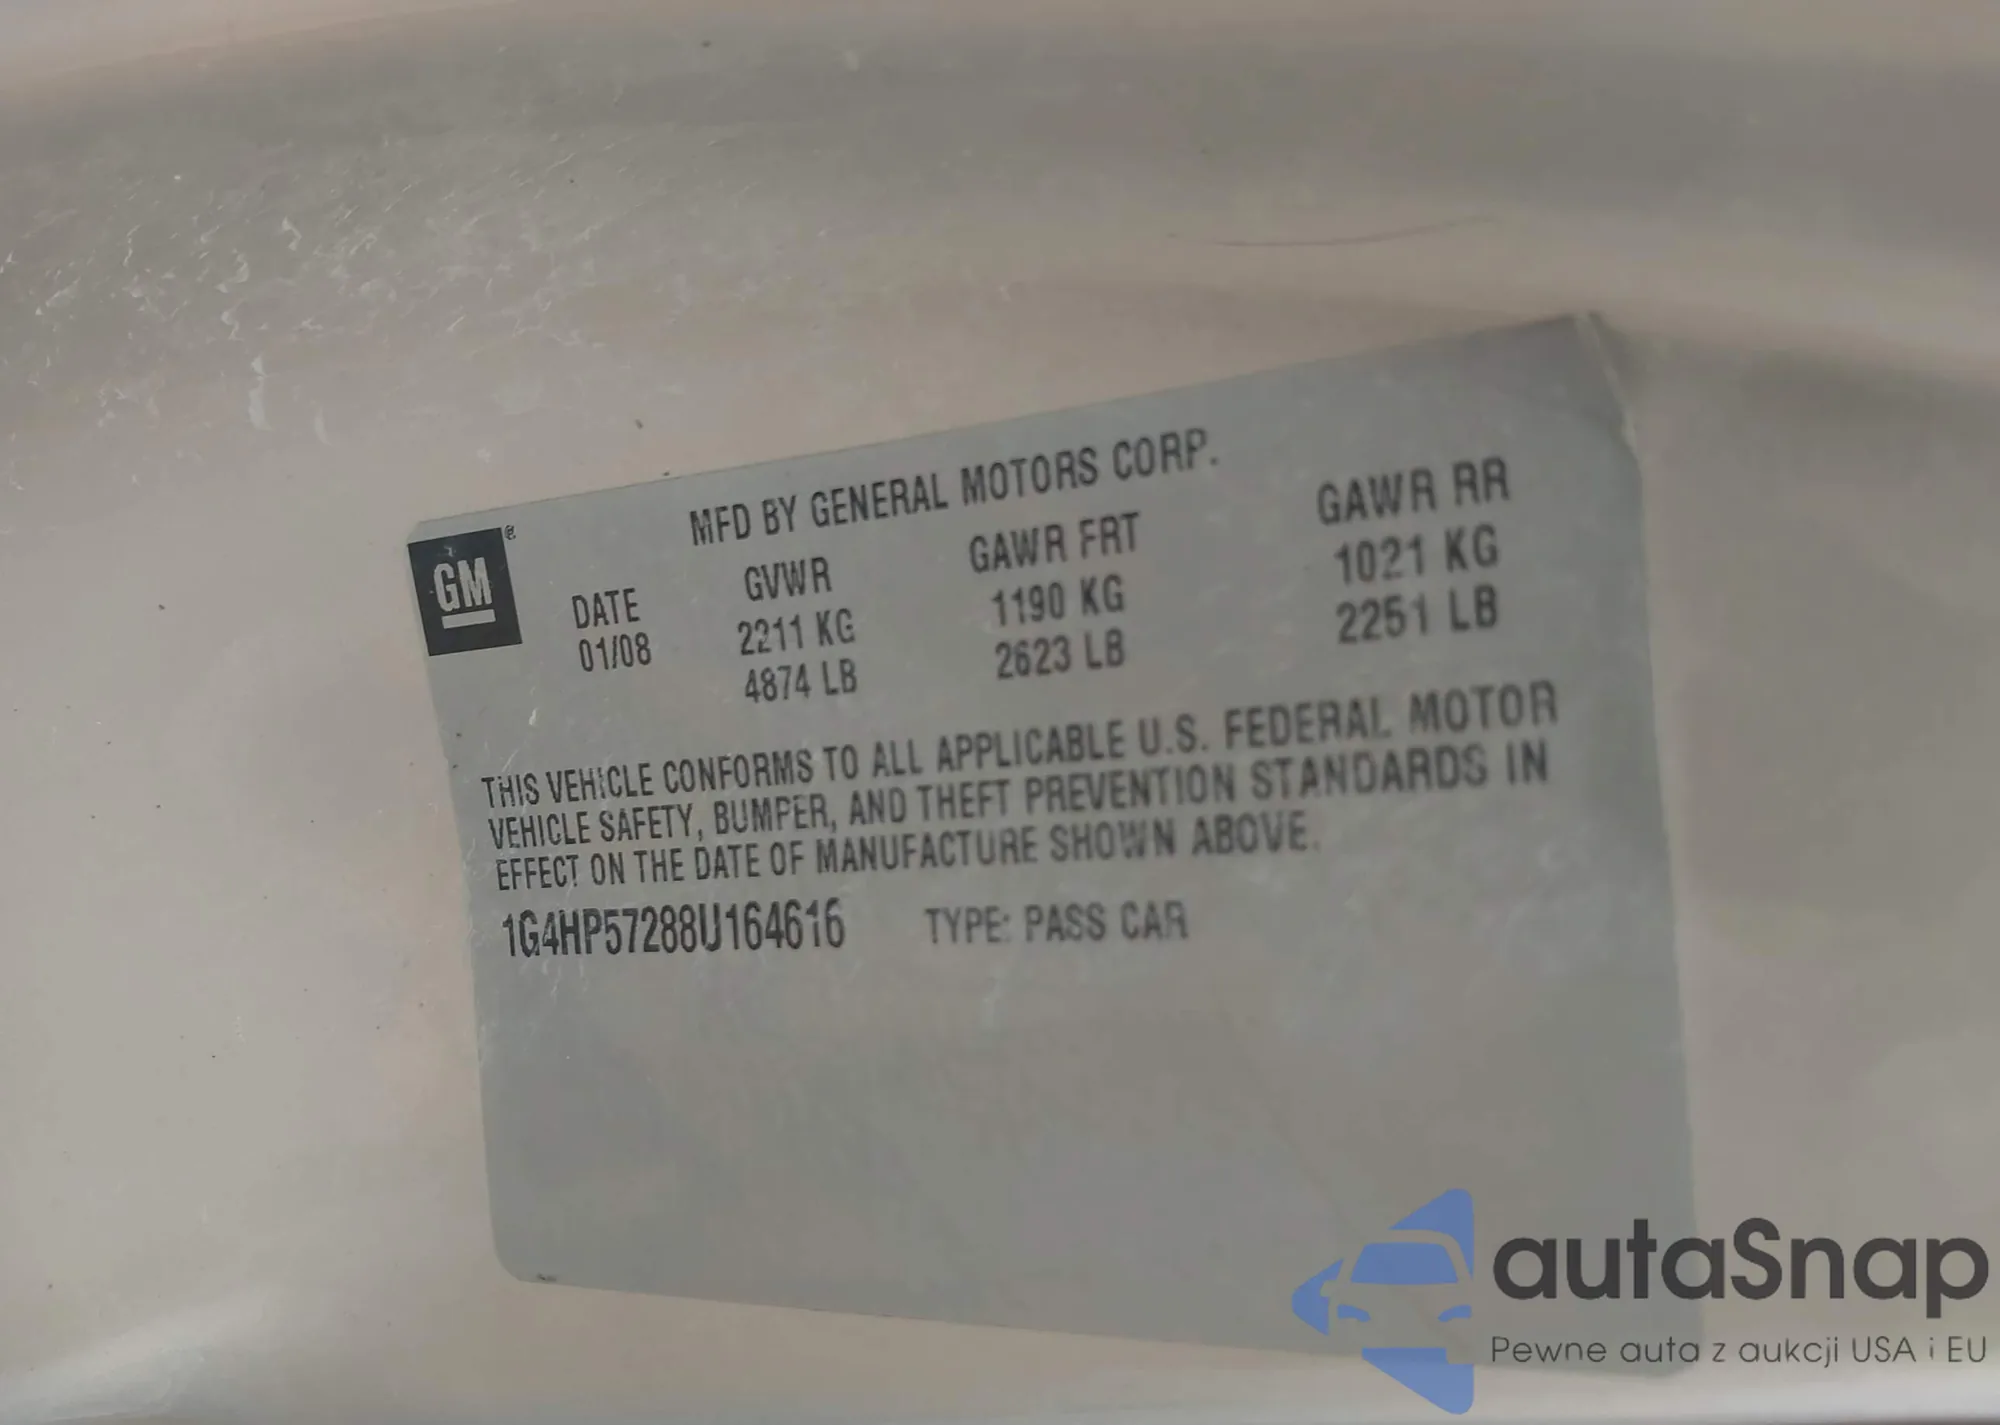 MFD BY GENERAL MOTORS CORP.
GM ®
DATE GVWR GAWR FRT GAWR RR
01/08 2211 KG 1190 KG 1021 KG
4874 LB 2623 LB 2251 LB
THIS VEHICLE CONFORMS TO ALL APPLICABLE U.S. FEDERAL MOTOR
VEHICLE SAFETY, BUMPER, AND THEFT PREVENTION STANDARDS IN
EFFECT ON THE DATE OF MANUFACTURE SHOWN ABOVE.
1G4HP57288U164616 TYPE: PASS CAR
autaSnap
Pewne auta z aukcji USA i EU